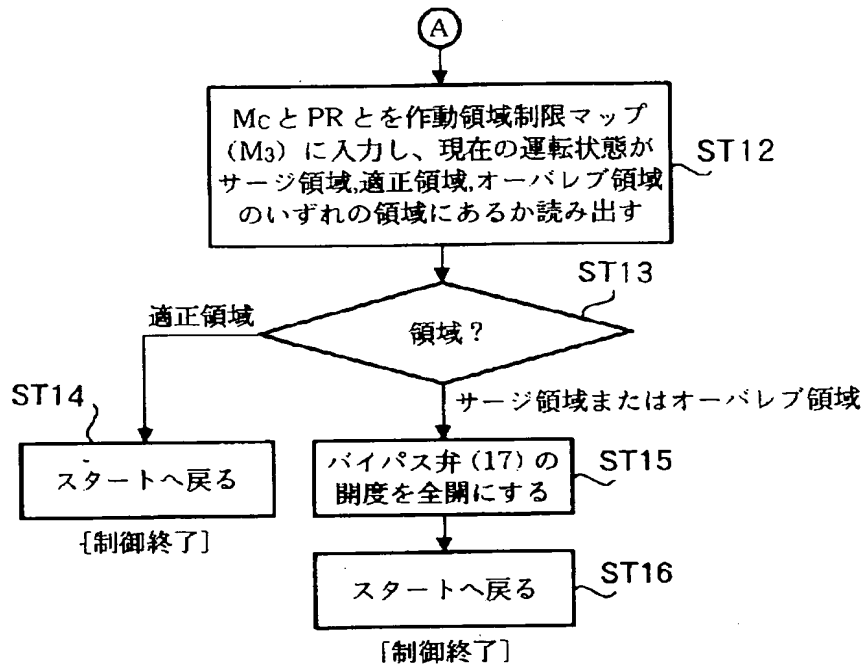 A
MCとPRとを作動領域制限マップ
(M3)に入力し、現在の運転状態が
サージ領域,適正領域,オーバレブ領域
のいずれの領域にあるか読み出す
ST12
ST13
適正領域
領域?
サージ領域またはオーバレブ領域
ST14
スタートへ戻る
[制御終了]
バイパス弁(17)の
開度を全開にする
ST15
スタートへ戻る
ST16
[制御終了]